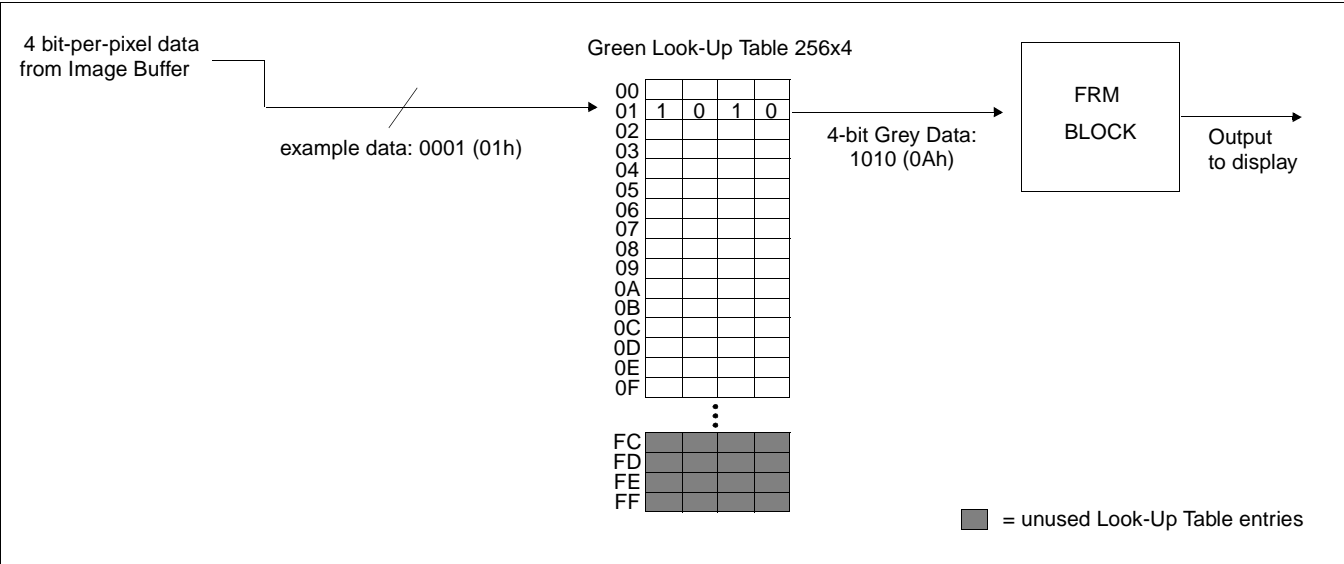 4 bit-per-pixel data
from Image Buffer
example data: 0001 (01h)
Green Look-Up Table 256x4
00
01 1 0 1 0
02
03
04
05
06
07
08
09
0A
0B
0C
0D
0E
0F
FC
FD
FE
FF
4-bit Grey Data:
1010 (0Ah)
FRM
BLOCK
Output
to display
= unused Look-Up Table entries